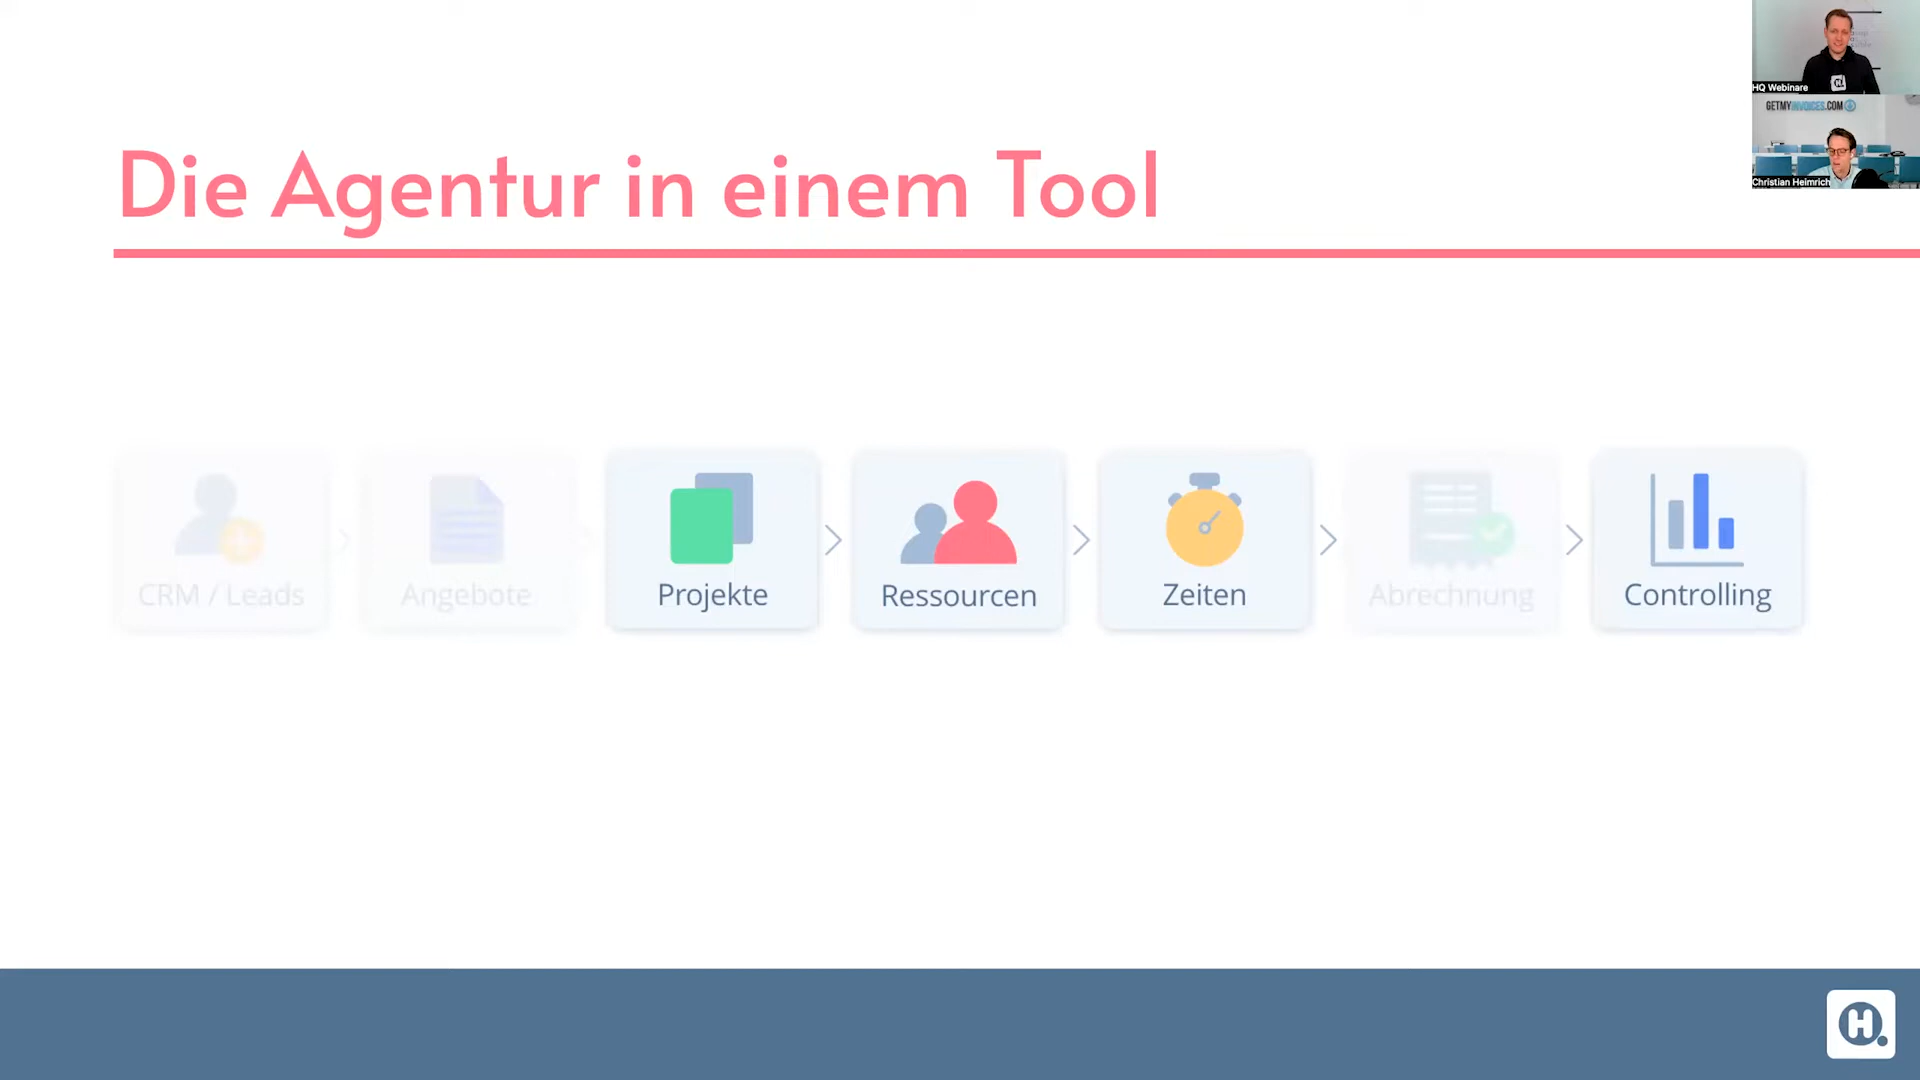 HQ Webinare
GETMYINVOICES.COM
Christian Heimrich
Die Agentur in einem Tool
CRM / Leads
Angebote
Projekte
Ressourcen
Zeiten
Abrechnung
Controlling
H.